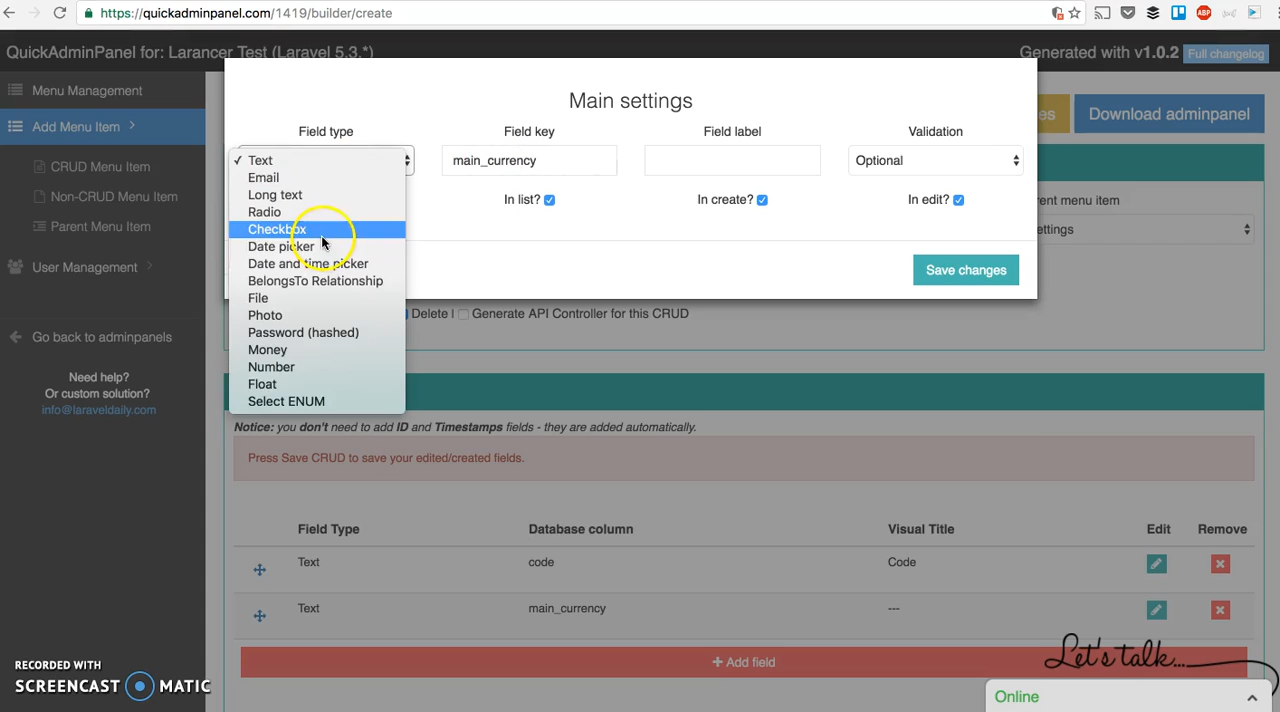 https://quickadminpanel.com/1419/builder/create
ABP
QuickAdminPanel for: Larancer Test (Laravel 5.3.*)
Generated with v1.0.2 Full changelog
Menu Management
Add Menu Item
CRUD Menu Item
Non-CRUD Menu Item
Parent Menu Item
User Management
Go back to adminpanels
Need help?
Or custom solution?
info@laraveldaily.com
Download adminpanel
Main settings
Field type
Field key
Field label
Validation
main_currency
Optional
In list?
In create?
In edit?
Save changes
✓ Text
Email
Long text
Radio
Checkbox
Date picker
Date and time picker
BelongsTo Relationship
File
Photo
Password (hashed)
Money
Number
Float
Select ENUM
menu item
Delete | Generate API Controller for this CRUD
Notice: you don't need to add ID and Timestamps fields - they are added automatically.
Press Save CRUD to save your edited/created fields.
Field Type Database column Visual Title Edit Remove
Text code Code
Text main_currency ---
+ Add field
Let's talk...
Online
RECORDED WITH
SCREENCAST MATIC